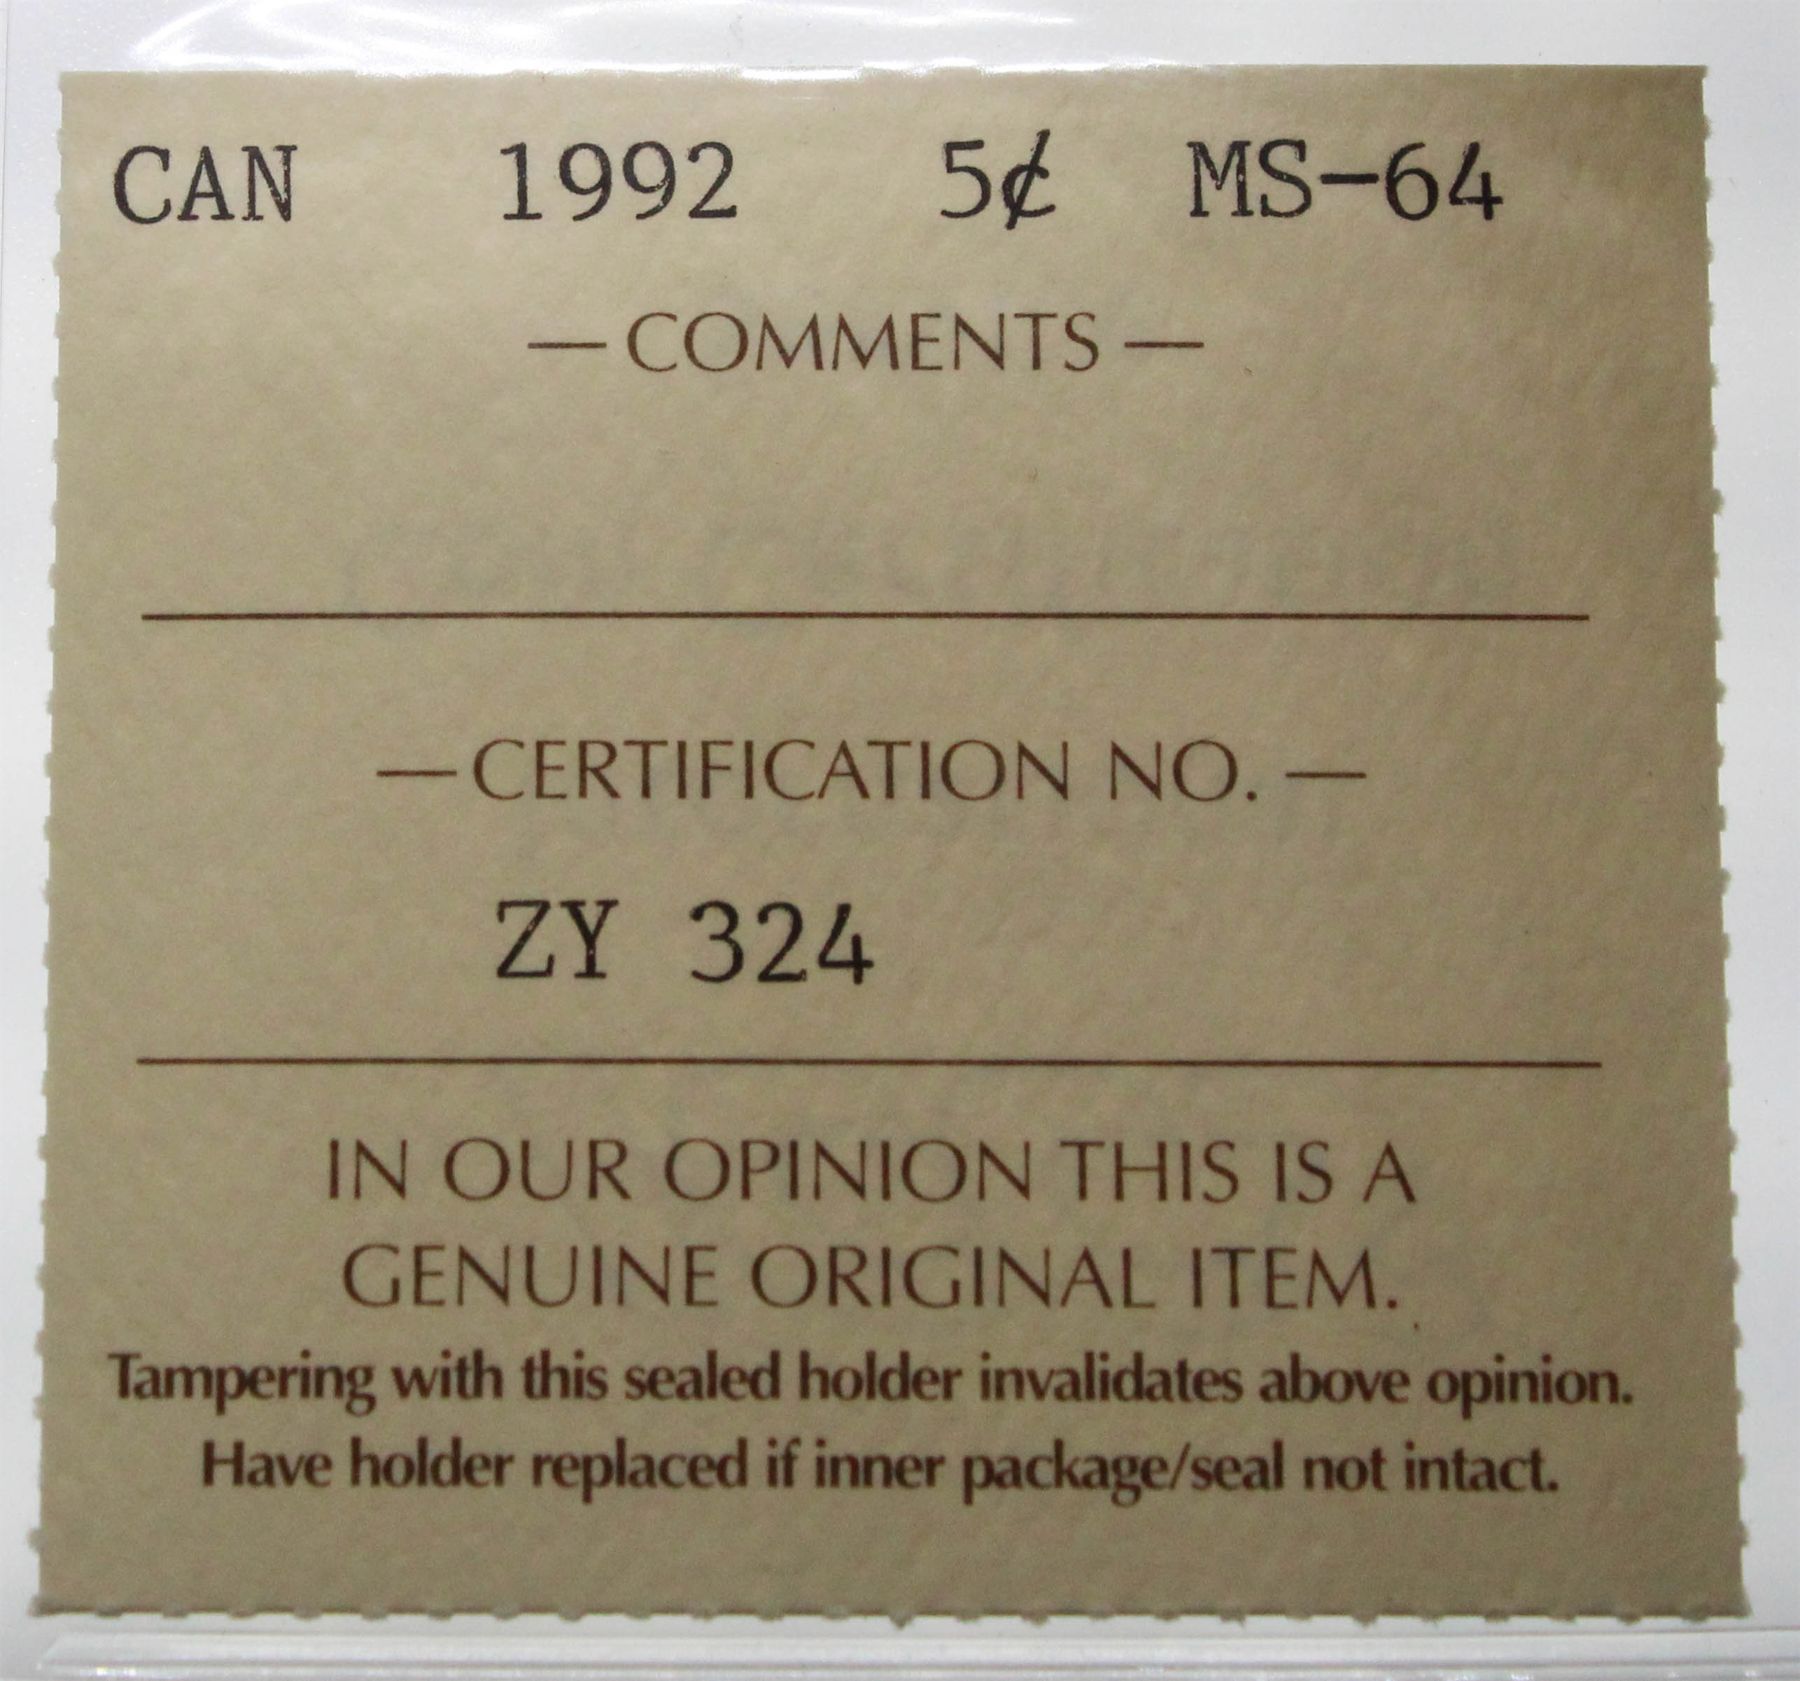 CAN 1992 5¢ MS-64
— COMMENTS —
— CERTIFICATION NO. —
ZY 324
IN OUR OPINION THIS IS A
GENUINE ORIGINAL ITEM.
Tampering with this sealed holder invalidates above opinion.
Have holder replaced if inner package/seal not intact.